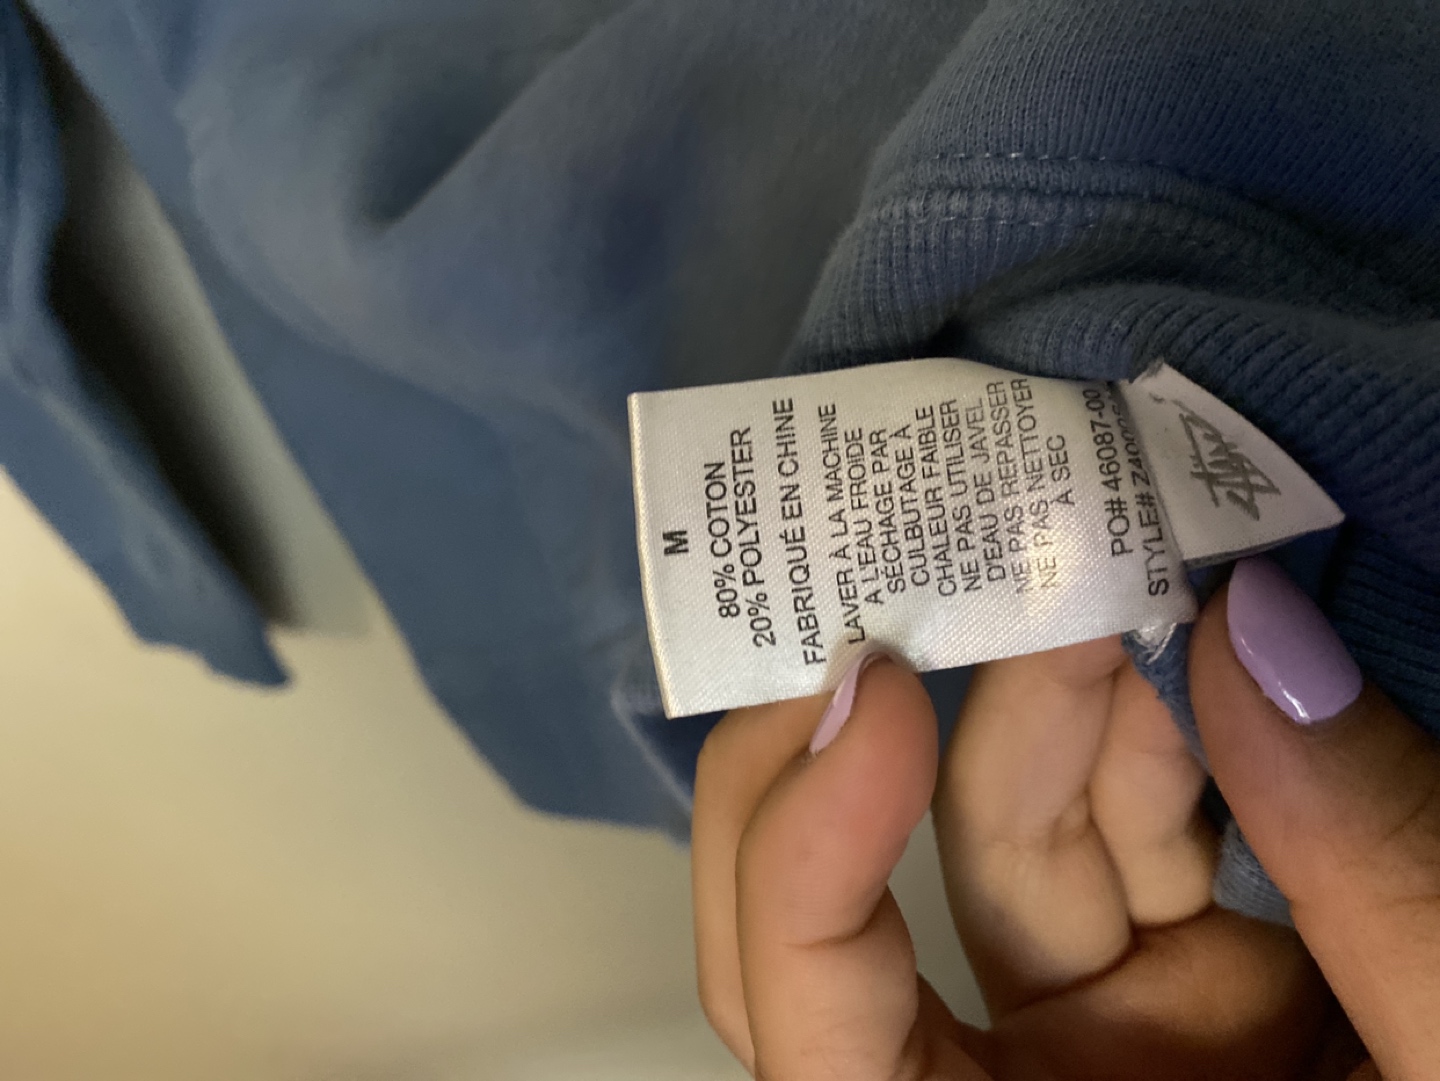 M
80% COTON
20% POLYESTER
FABRIQUÉ EN CHINE
LAVER À LA MACHINE
À L'EAU FROIDE
SÉCHAGE PAR
CULBUTAGE À
CHALEUR FAIBLE
NE PAS UTILISER
D'EAU DE JAVEL
NE PAS REPASSER
NE PAS NETTOYER
À SEC
PO# 46087-00
STYLE#